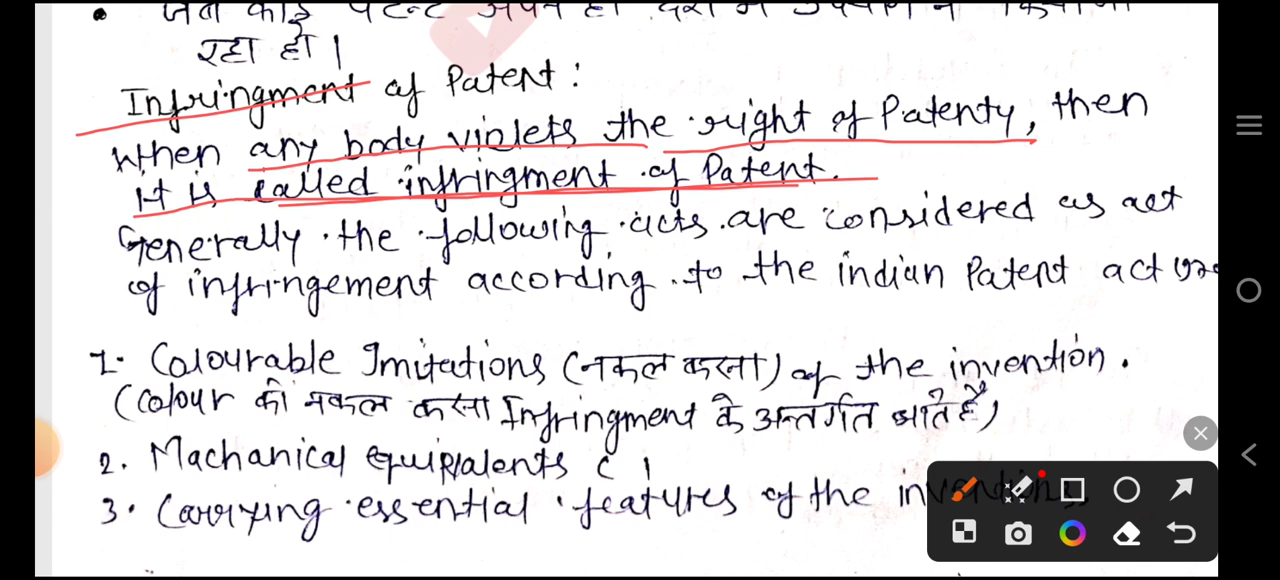 रहा हो।
Infringment of Patent:
When any body violets the right of Patenty, then
it is called infringment of Patent.
Generally the following acts are considered as act
of infringement according to the indian Patent act
1. Colourable Imitations (नकल करना) of the invention.
(Colour की नकल करना Infringment के अन्तर्गत आते हैं)
2. Machanical equipalents ( )
3. Carrying essential features of the